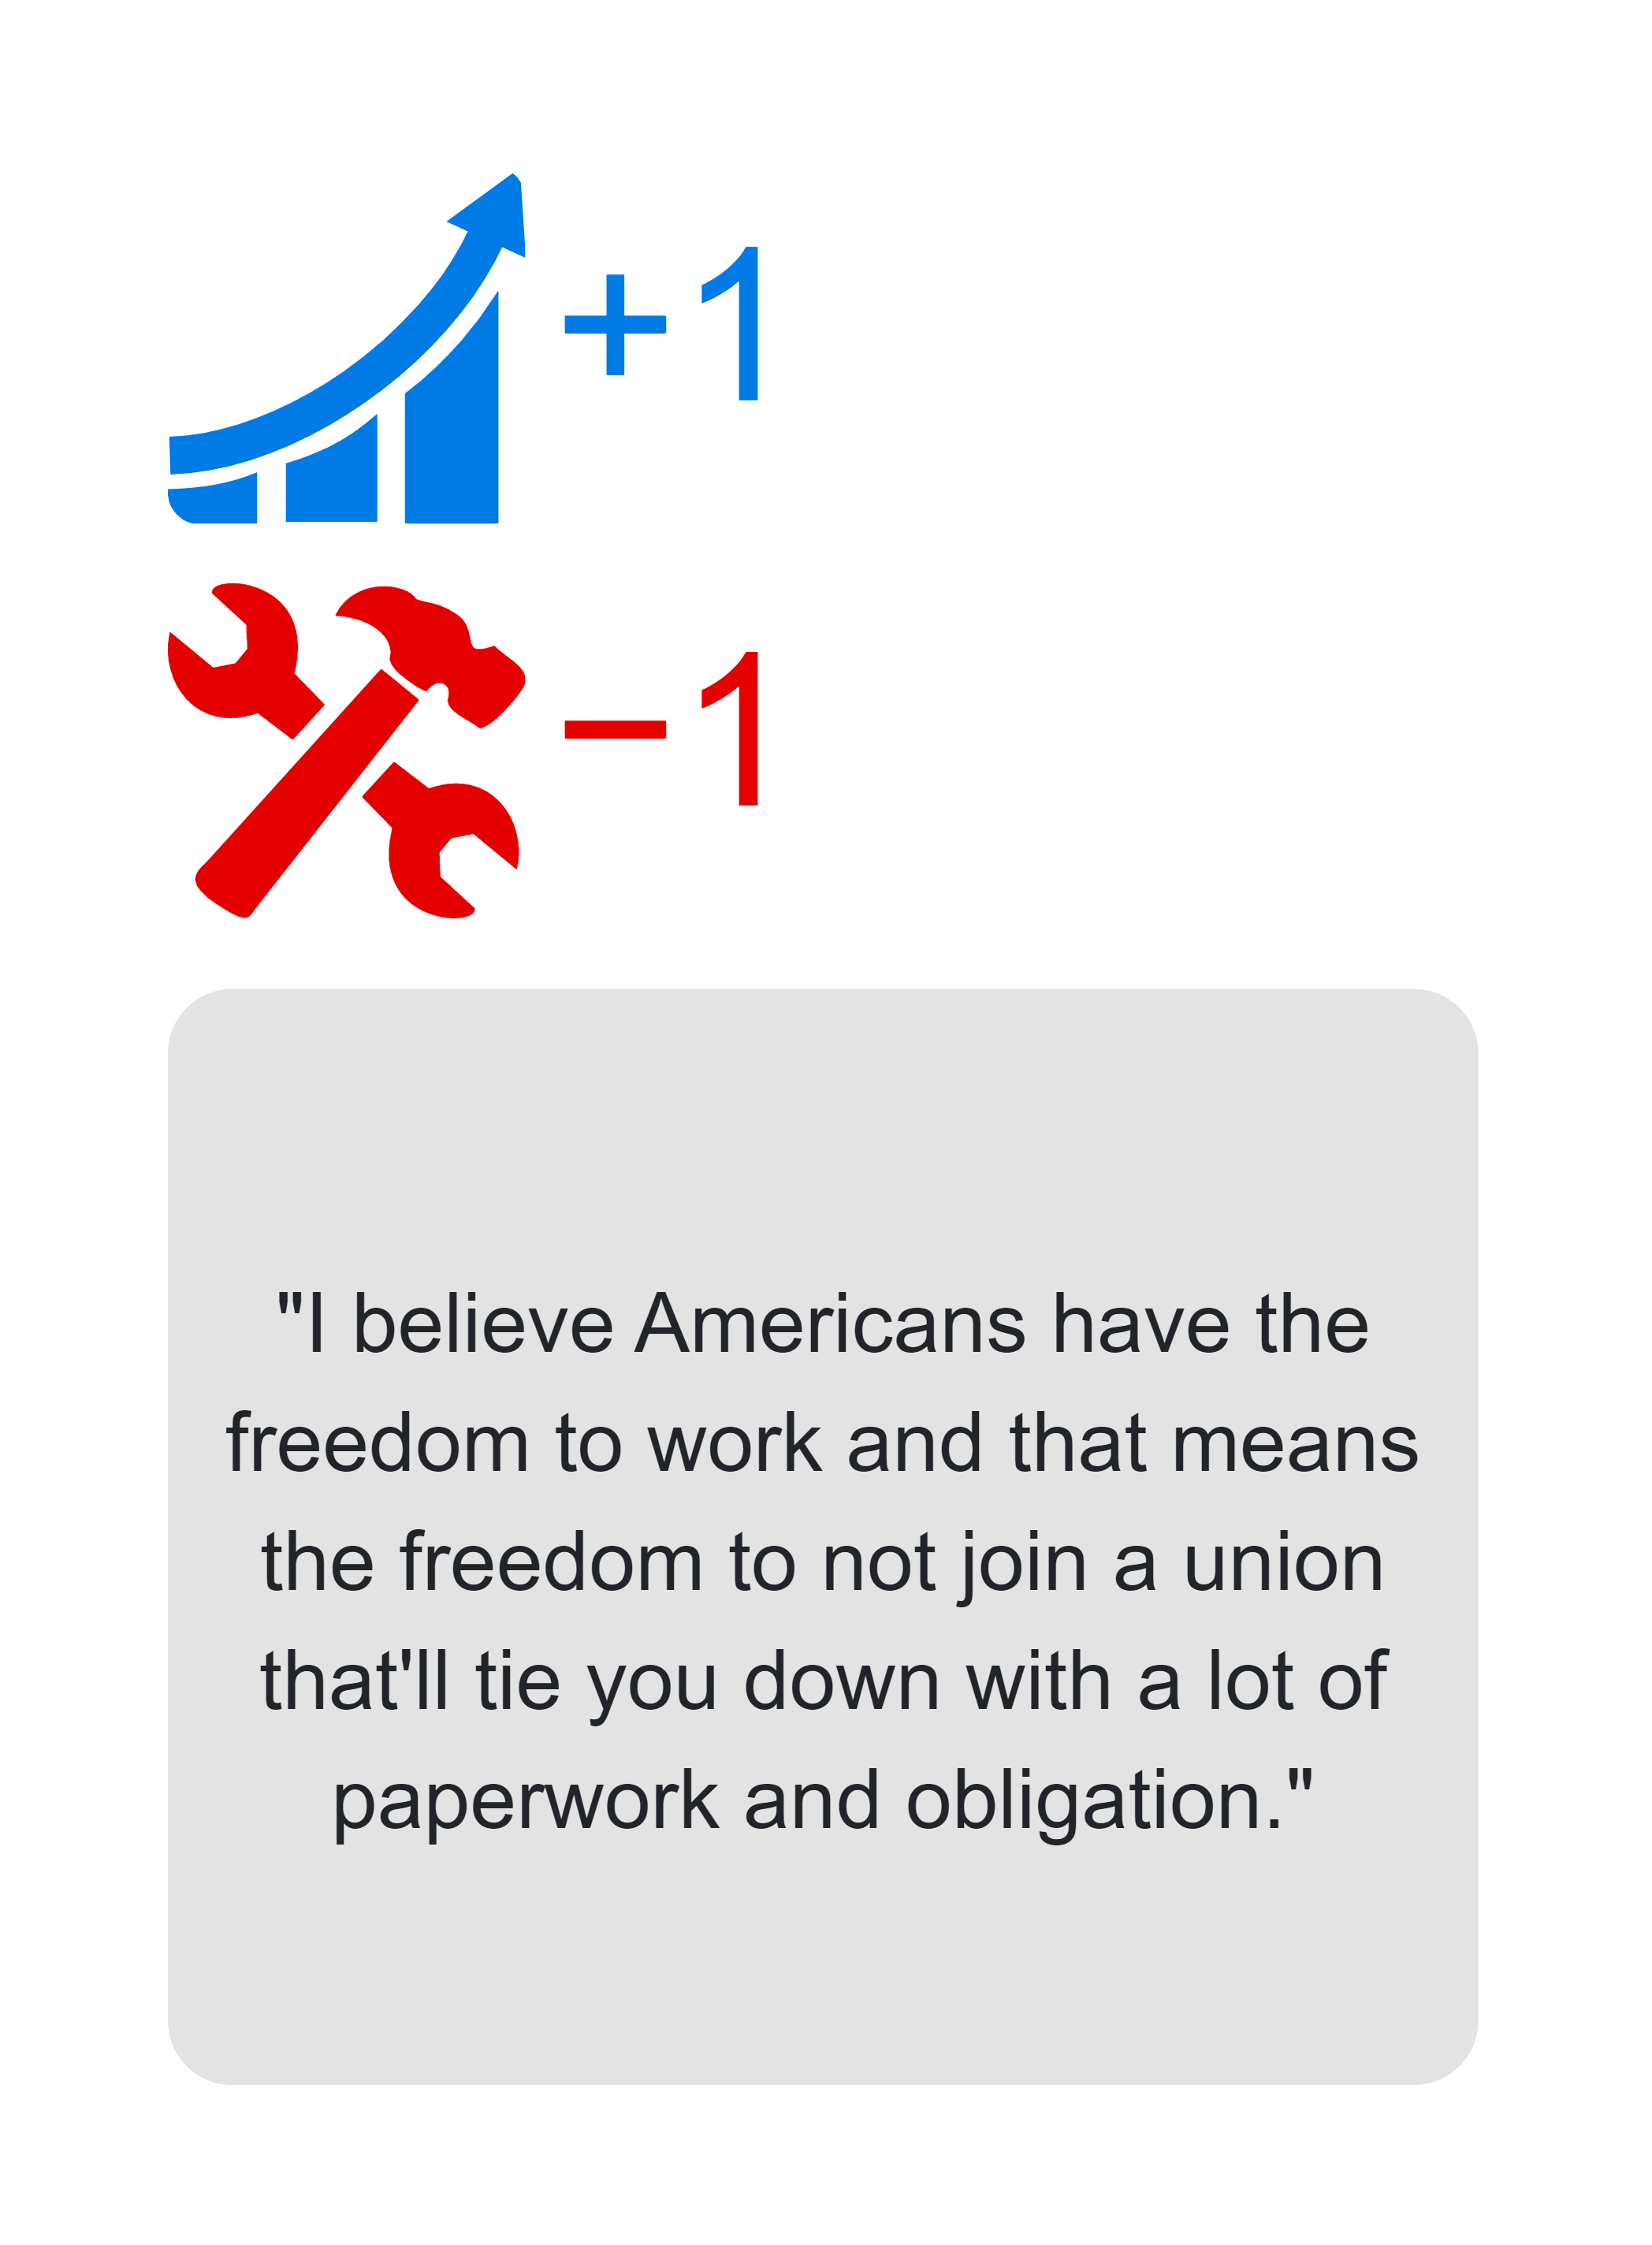 +1
−1
"I believe Americans have the
freedom to work and that means
the freedom to not join a union
that'll tie you down with a lot of
paperwork and obligation."